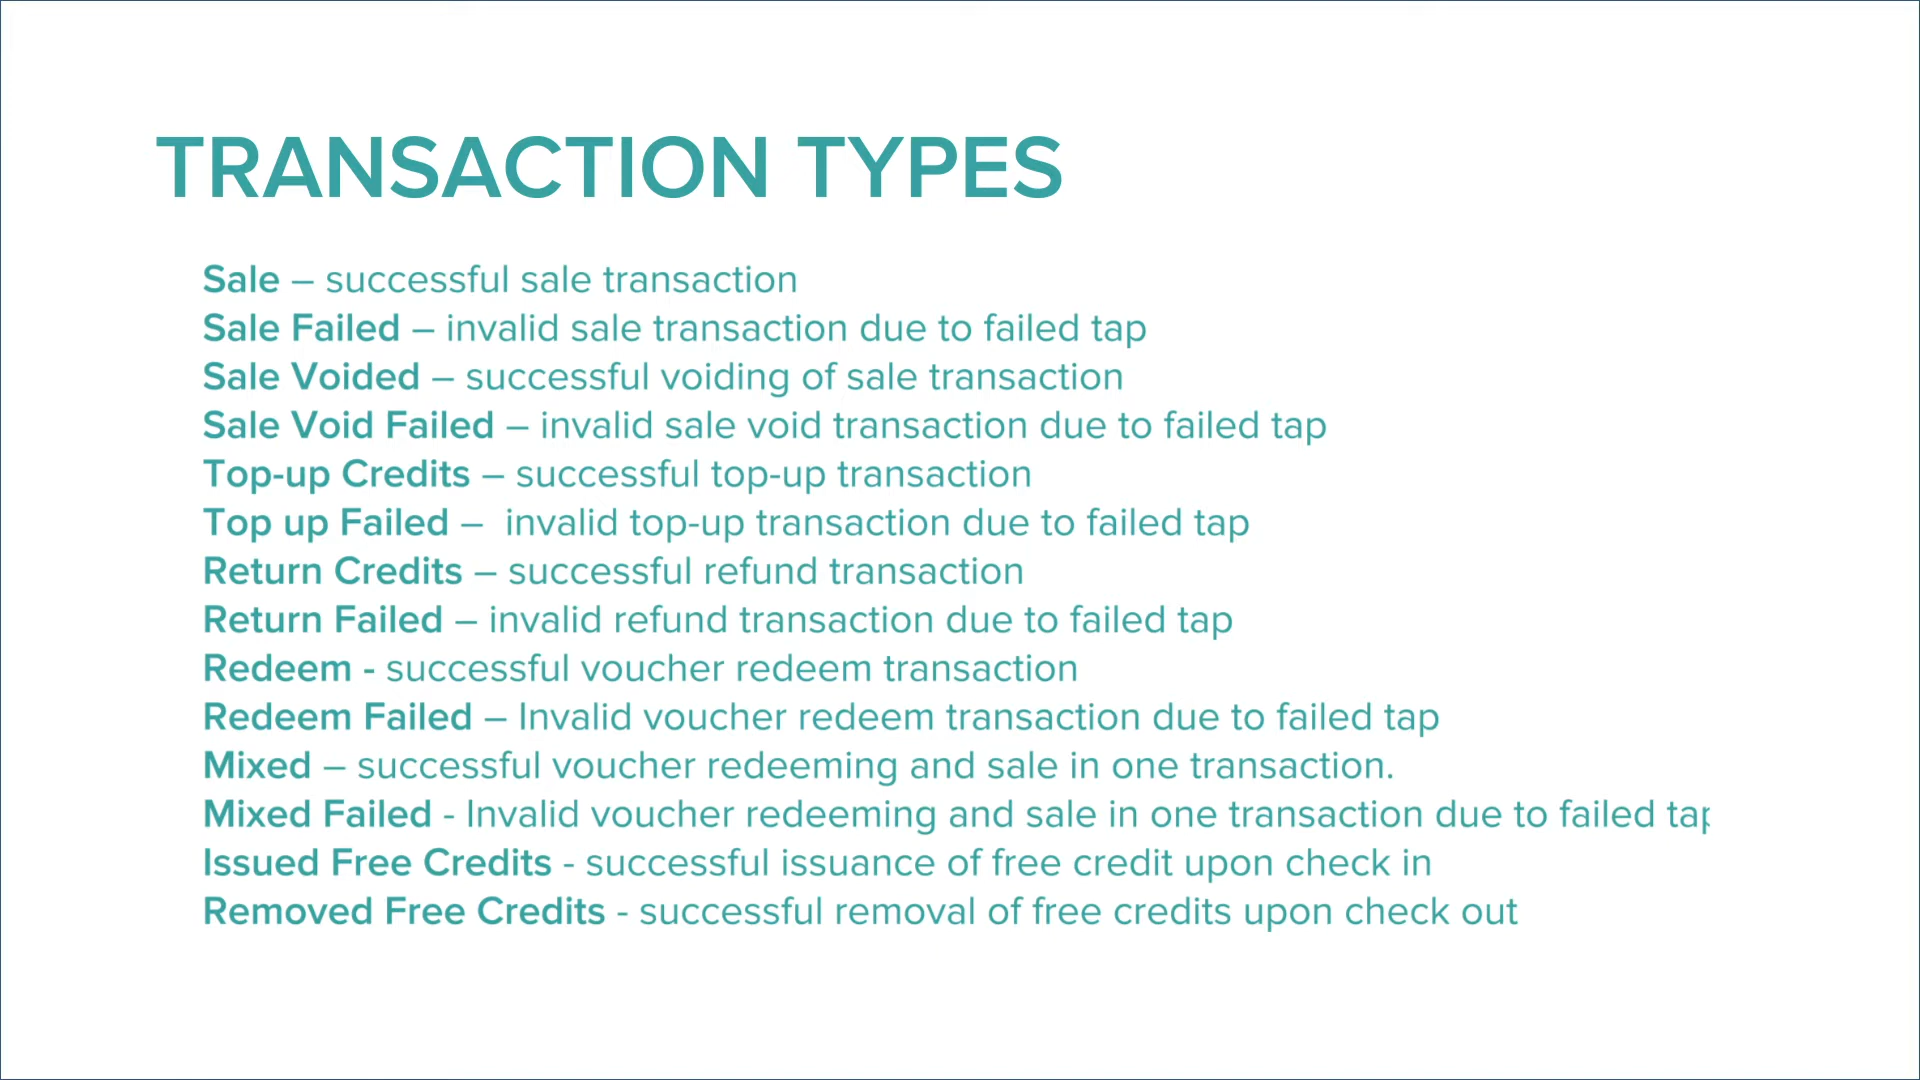 TRANSACTION TYPES
Sale – successful sale transaction
Sale Failed – invalid sale transaction due to failed tap
Sale Voided – successful voiding of sale transaction
Sale Void Failed – invalid sale void transaction due to failed tap
Top-up Credits – successful top-up transaction
Top up Failed –  invalid top-up transaction due to failed tap
Return Credits – successful refund transaction
Return Failed – invalid refund transaction due to failed tap
Redeem - successful voucher redeem transaction
Redeem Failed – Invalid voucher redeem transaction due to failed tap
Mixed – successful voucher redeeming and sale in one transaction.
Mixed Failed - Invalid voucher redeeming and sale in one transaction due to failed tap
Issued Free Credits - successful issuance of free credit upon check in
Removed Free Credits - successful removal of free credits upon check out